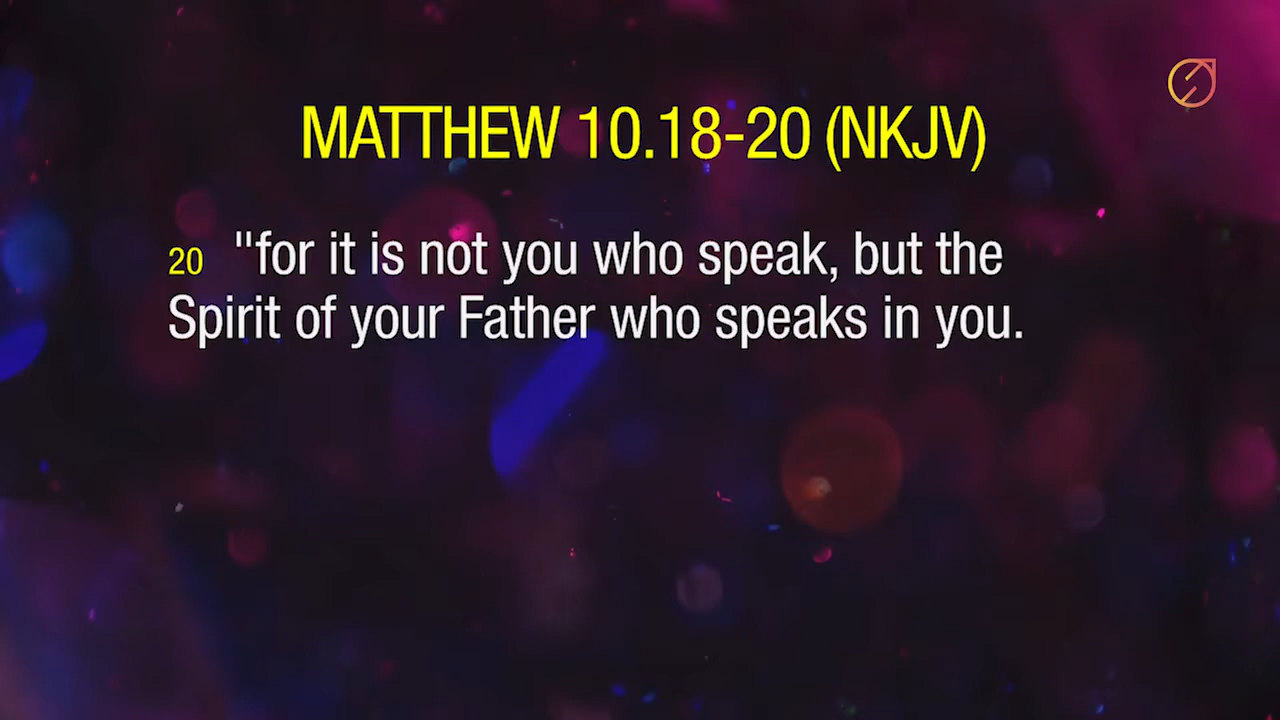 MATTHEW 10.18-20 (NKJV)
20 "for it is not you who speak, but the
Spirit of your Father who speaks in you.